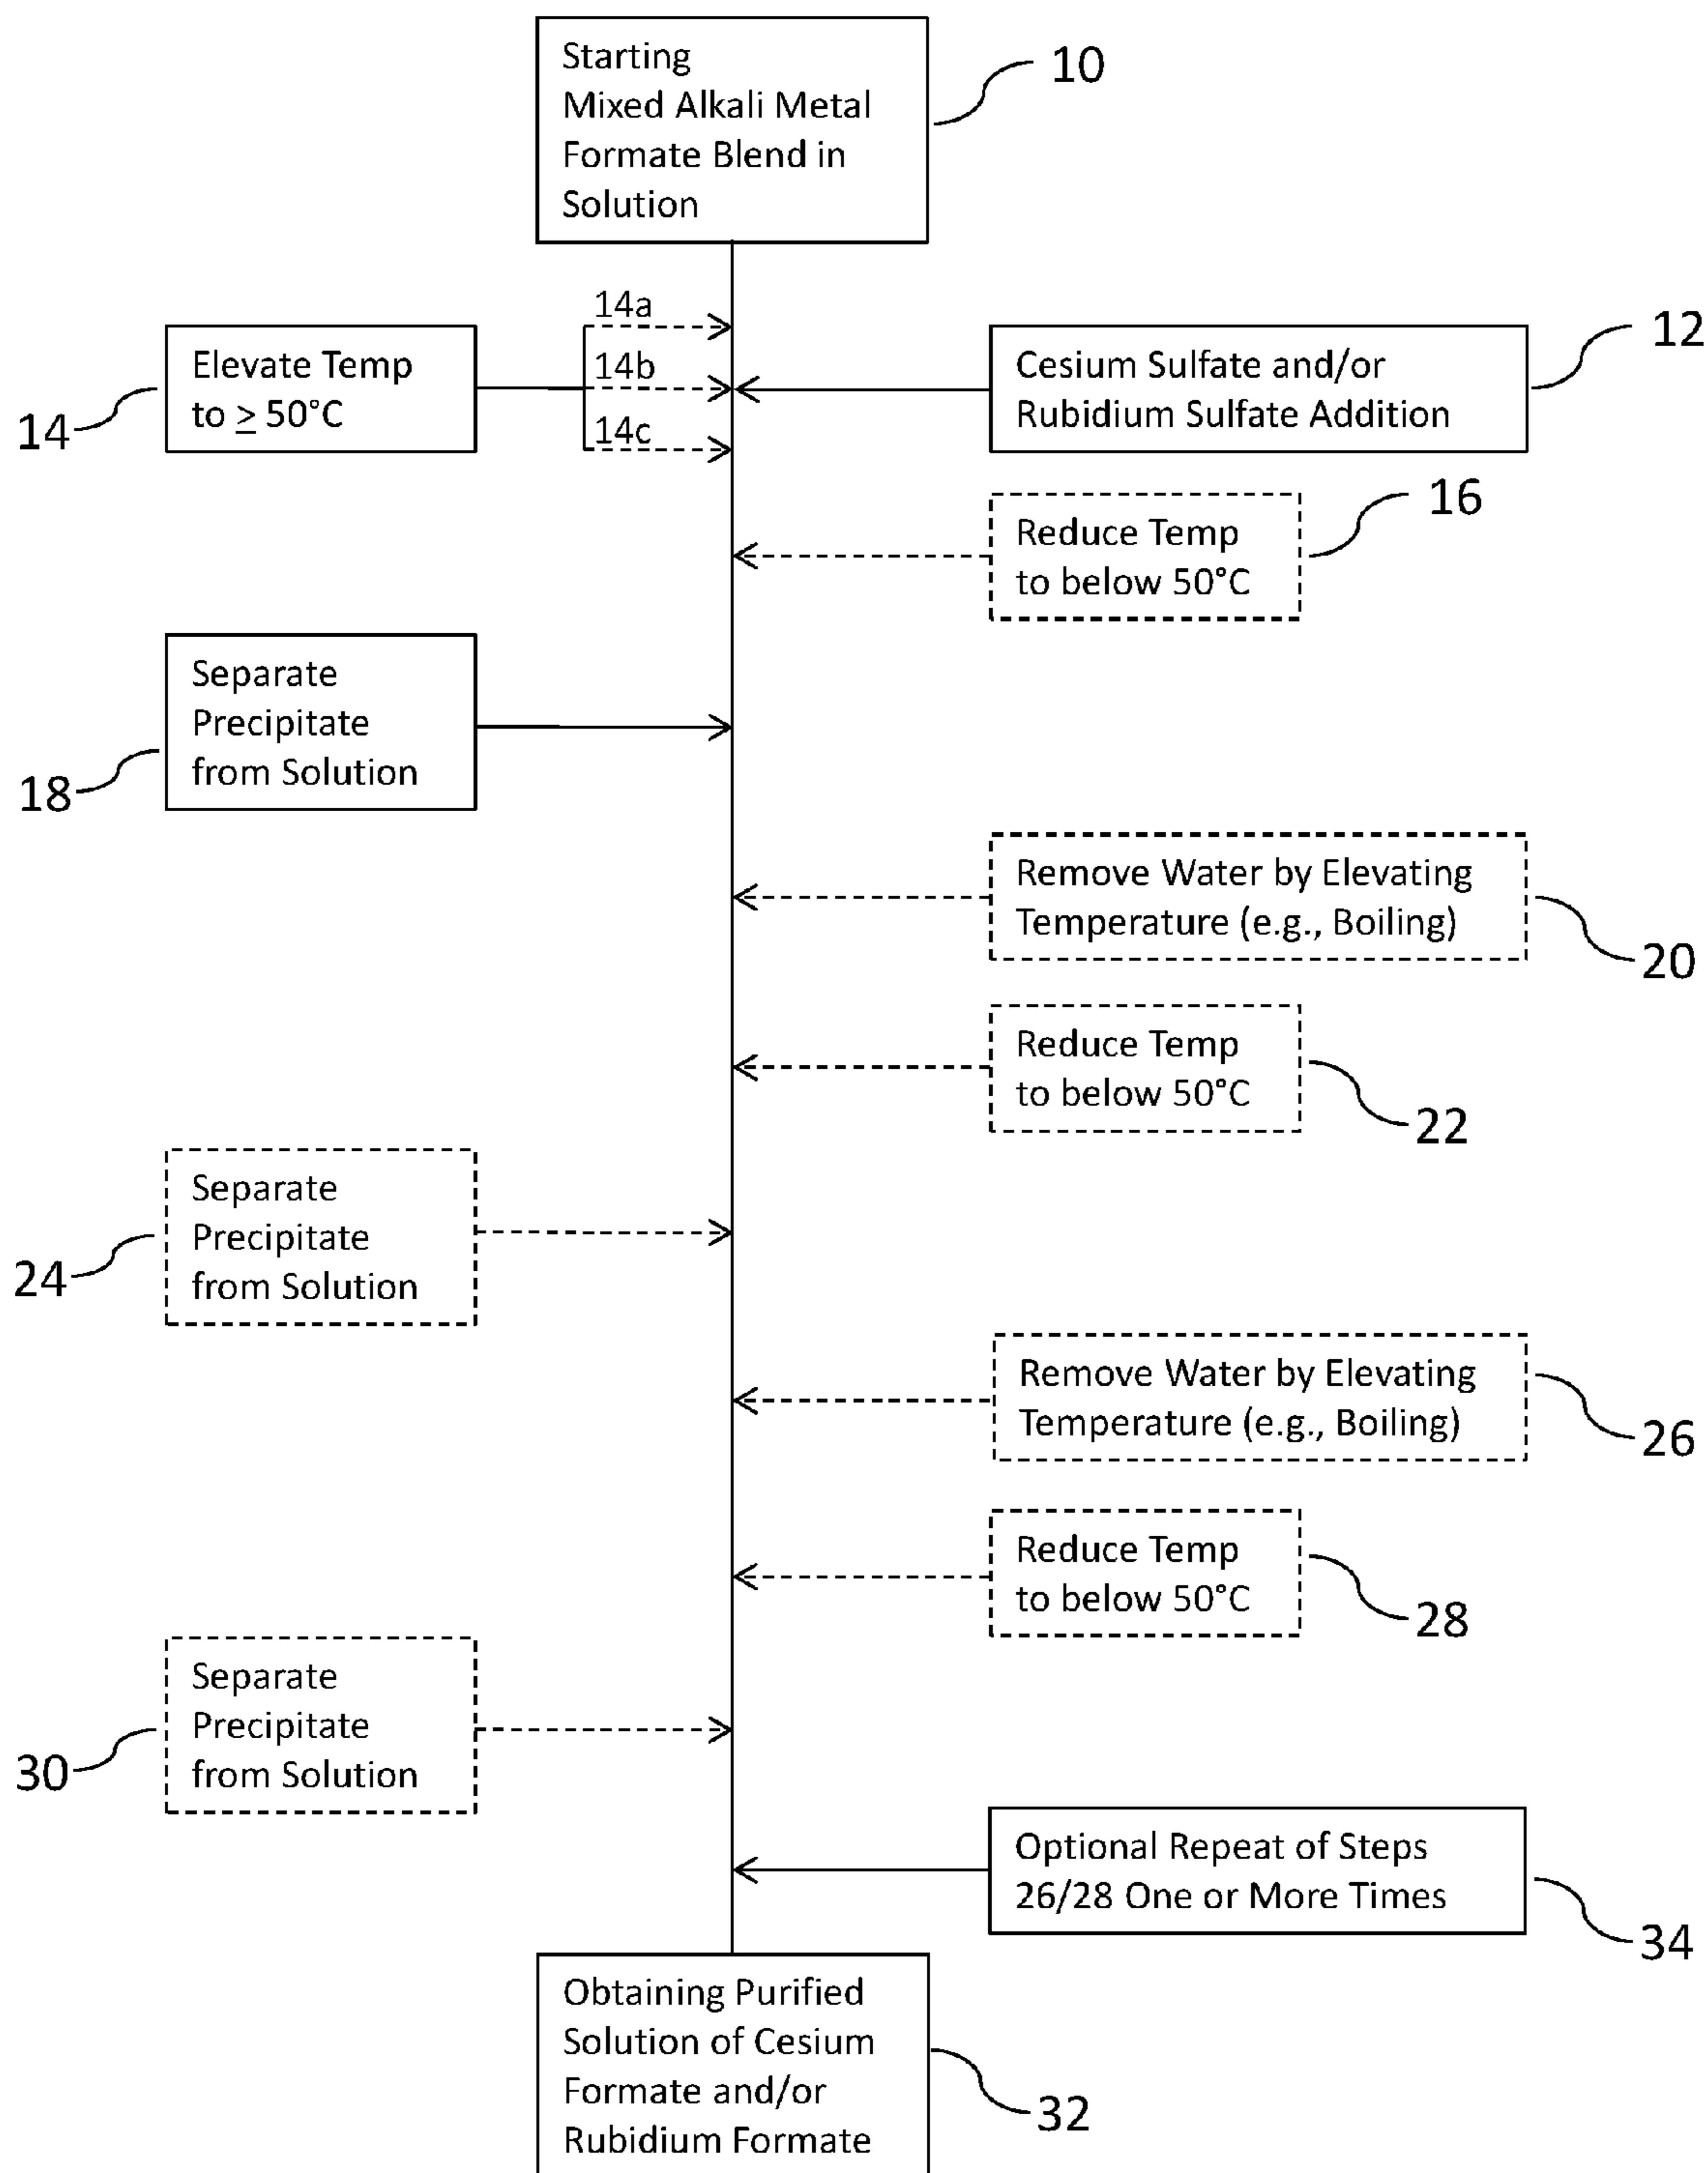 Starting
Mixed Alkali Metal
Formate Blend in
Solution
10
14a
14b
14c
Elevate Temp
to ≥ 50°C
14
Cesium Sulfate and/or
Rubidium Sulfate Addition
12
Reduce Temp
to below 50°C
16
Separate
Precipitate
from Solution
18
Remove Water by Elevating
Temperature (e.g., Boiling)
20
Reduce Temp
to below 50°C
22
Separate
Precipitate
from Solution
24
Remove Water by Elevating
Temperature (e.g., Boiling)
26
Reduce Temp
to below 50°C
28
Separate
Precipitate
from Solution
30
Optional Repeat of Steps
26/28 One or More Times
34
Obtaining Purified
Solution of Cesium
Formate and/or
Rubidium Formate
32